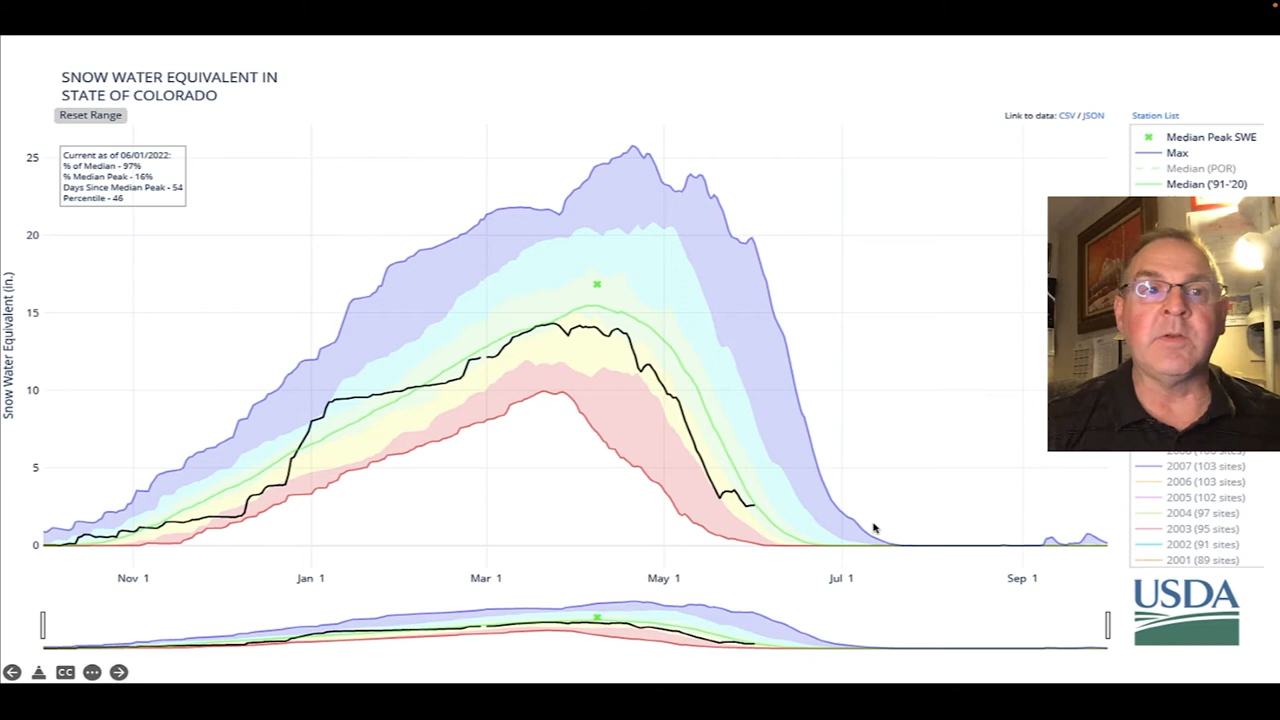 SNOW WATER EQUIVALENT IN
STATE OF COLORADO
Reset Range
Link to data: CSV / JSON
Station List
Current as of 06/01/2022:
% of Median - 97%
% Median Peak - 16%
Days Since Median Peak - 54
Percentile - 46
Median Peak SWE
Max
Median (POR)
Median ('91-'20)
Snow Water Equivalent (in.)
25
20
15
10
5
0
Nov 1
Jan 1
Mar 1
May 1
Jul 1
Sep 1
2007 (103 sites)
2006 (103 sites)
2005 (102 sites)
2004 (97 sites)
2003 (95 sites)
2002 (91 sites)
2001 (89 sites)
USDA
CC